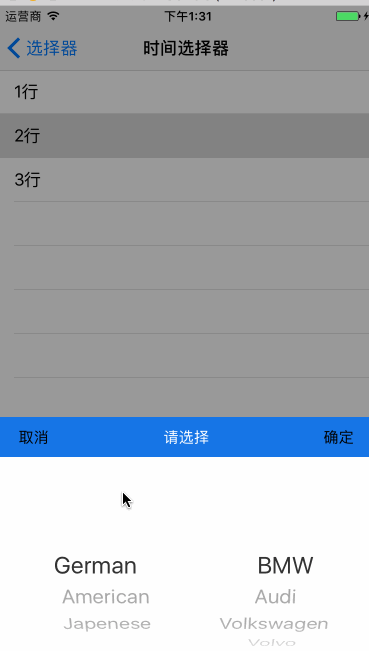 运营商 下午1:31
选择器 时间选择器
1行
2行
3行
取消 请选择 确定
German BMW
American Audi
Japenese Volkswagen
Volvo